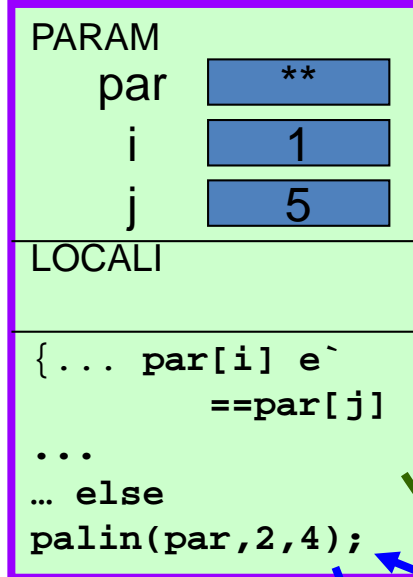 PARAM
par **
i 1
j 5
LOCALI
{... par[i] e`
==par[j]
...
… else
palin(par,2,4);